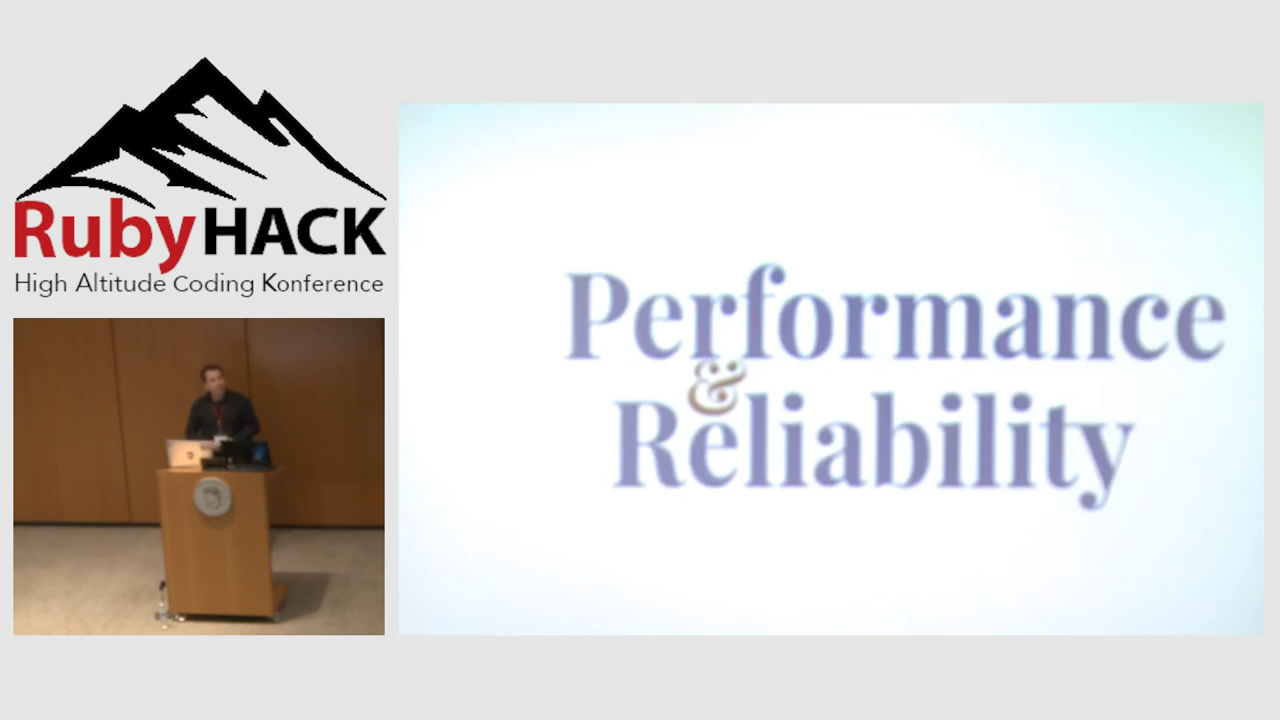 RubyHACK
High Altitude Coding Konference
Performance
&
Reliability